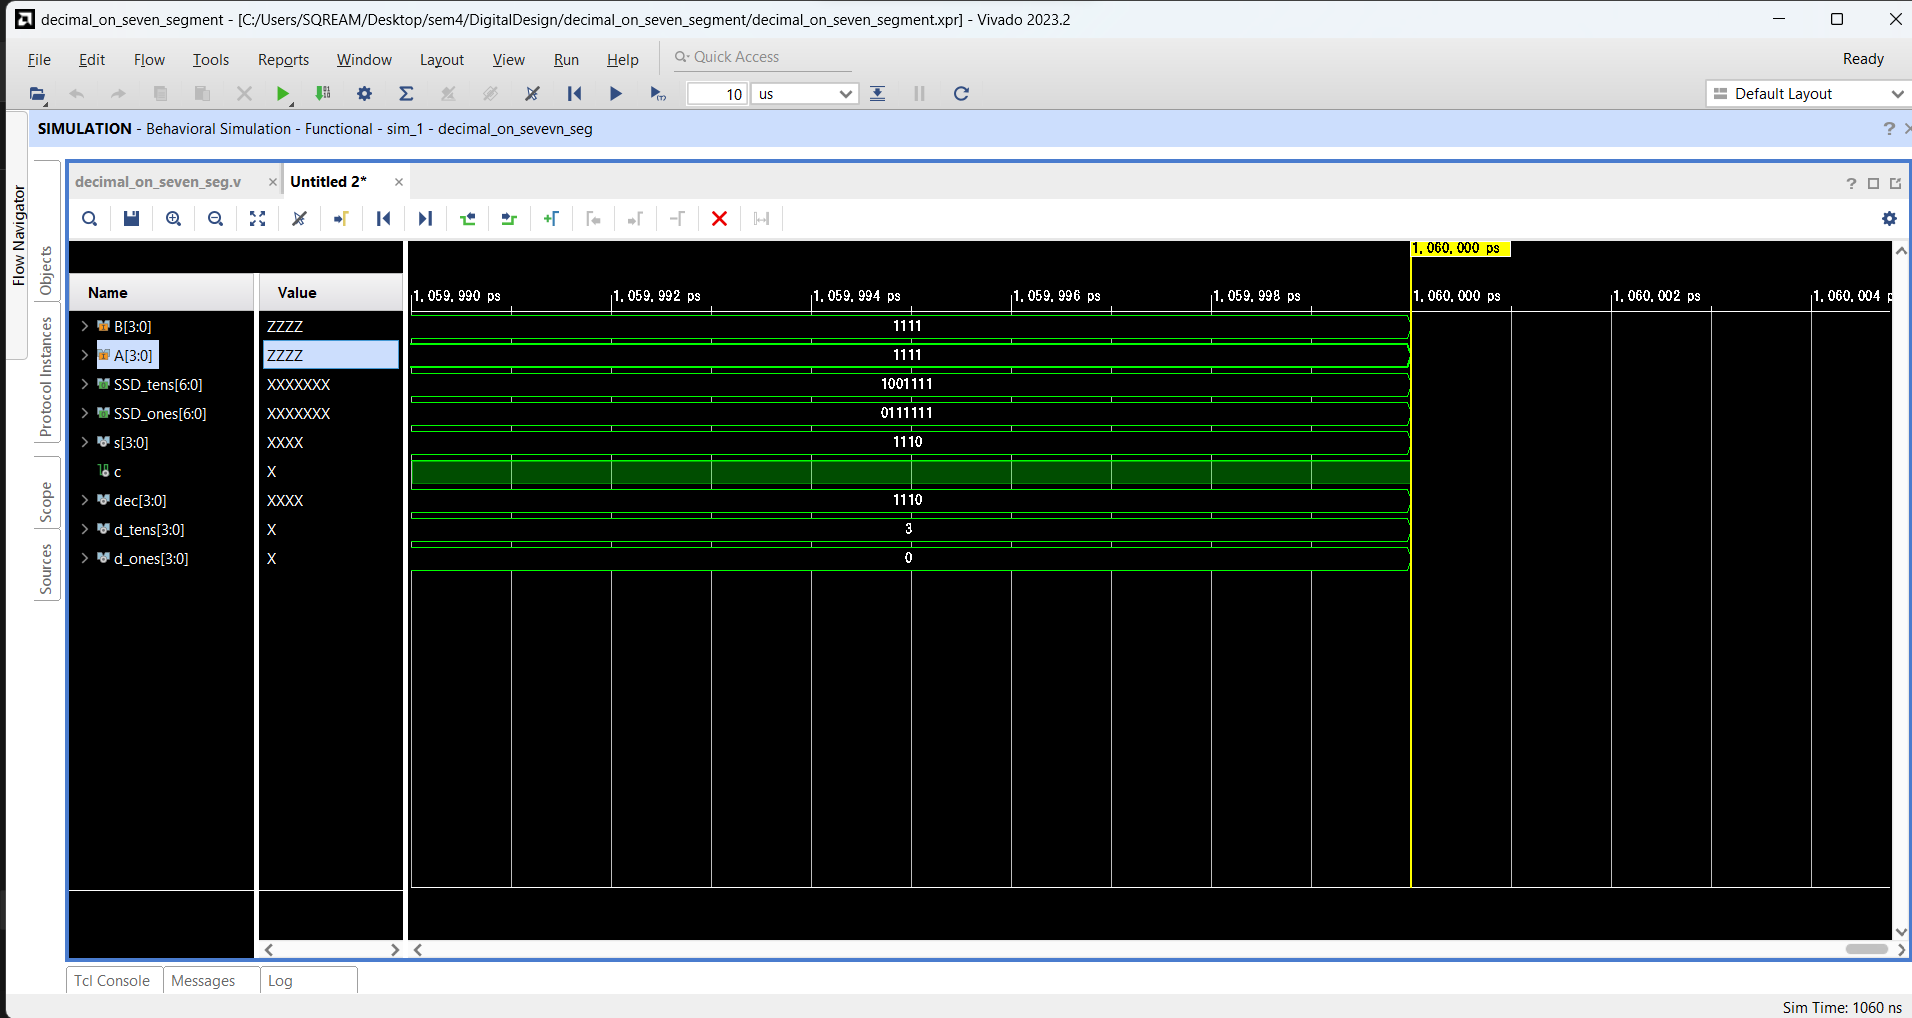 decimal_on_seven_segment - [C:/Users/SQREAM/Desktop/sem4/DigitalDesign/decimal_on_seven_segment/decimal_on_seven_segment.xpr] - Vivado 2023.2
File Edit Flow Tools Reports Window Layout View Run Help Quick Access Ready
10 us Default Layout
SIMULATION - Behavioral Simulation - Functional - sim_1 - decimal_on_sevevn_seg
Flow Navigator
Objects
Protocol Instances
Scope
Sources
decimal_on_seven_seg.v Untitled 2*
1,060,000 ps
Name Value 1,059,990 ps 1,059,992 ps 1,059,994 ps 1,059,996 ps 1,059,998 ps 1,060,000 ps 1,060,002 ps 1,060,004 p
B[3:0] ZZZZ 1111
A[3:0] ZZZZ 1111
SSD_tens[6:0] XXXXXXX 1001111
SSD_ones[6:0] XXXXXXX 0111111
s[3:0] XXXX 1110
c X
dec[3:0] XXXX 1110
d_tens[3:0] X 3
d_ones[3:0] X 0
Tcl Console Messages Log
Sim Time: 1060 ns